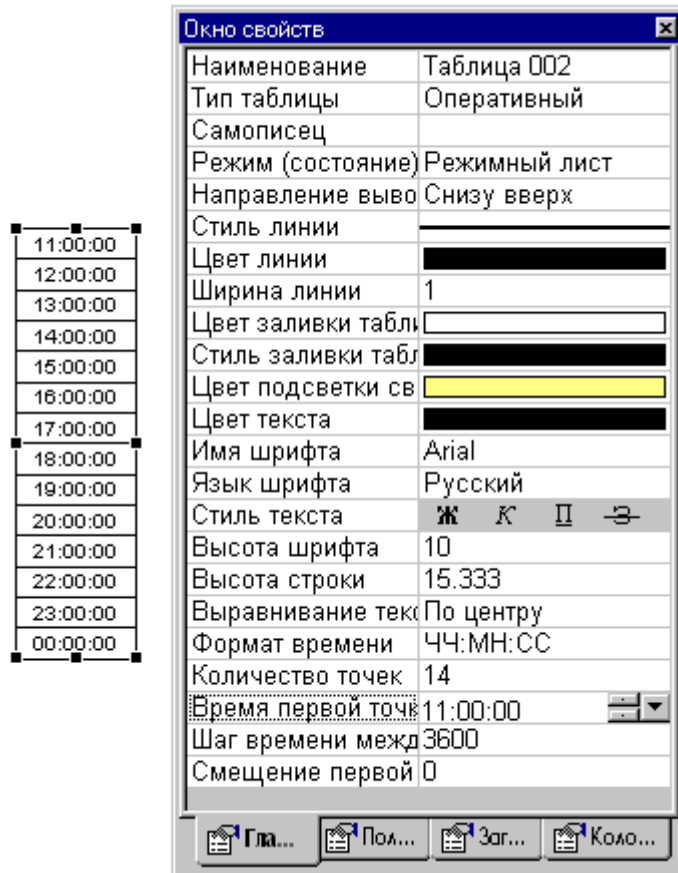 11:00:00
12:00:00
13:00:00
14:00:00
15:00:00
16:00:00
17:00:00
18:00:00
19:00:00
20:00:00
21:00:00
22:00:00
23:00:00
00:00:00
Окно свойств
Наименование Таблица 002
Тип таблицы Оперативный
Самописец
Режим (состояние) Режимный лист
Направление выво Снизу вверх
Стиль линии
Цвет линии
Ширина линии 1
Цвет заливки табли
Стиль заливки табл
Цвет подсветки св
Цвет текста
Имя шрифта Arial
Язык шрифта Русский
Стиль текста Ж К П З
Высота шрифта 10
Высота строки 15.333
Выравнивание текс По центру
Формат времени ЧЧ:МН:СС
Количество точек 14
Время первой точк 11:00:00
Шаг времени межд 3600
Смещение первой 0
Гла... Пол... Заг... Коло...